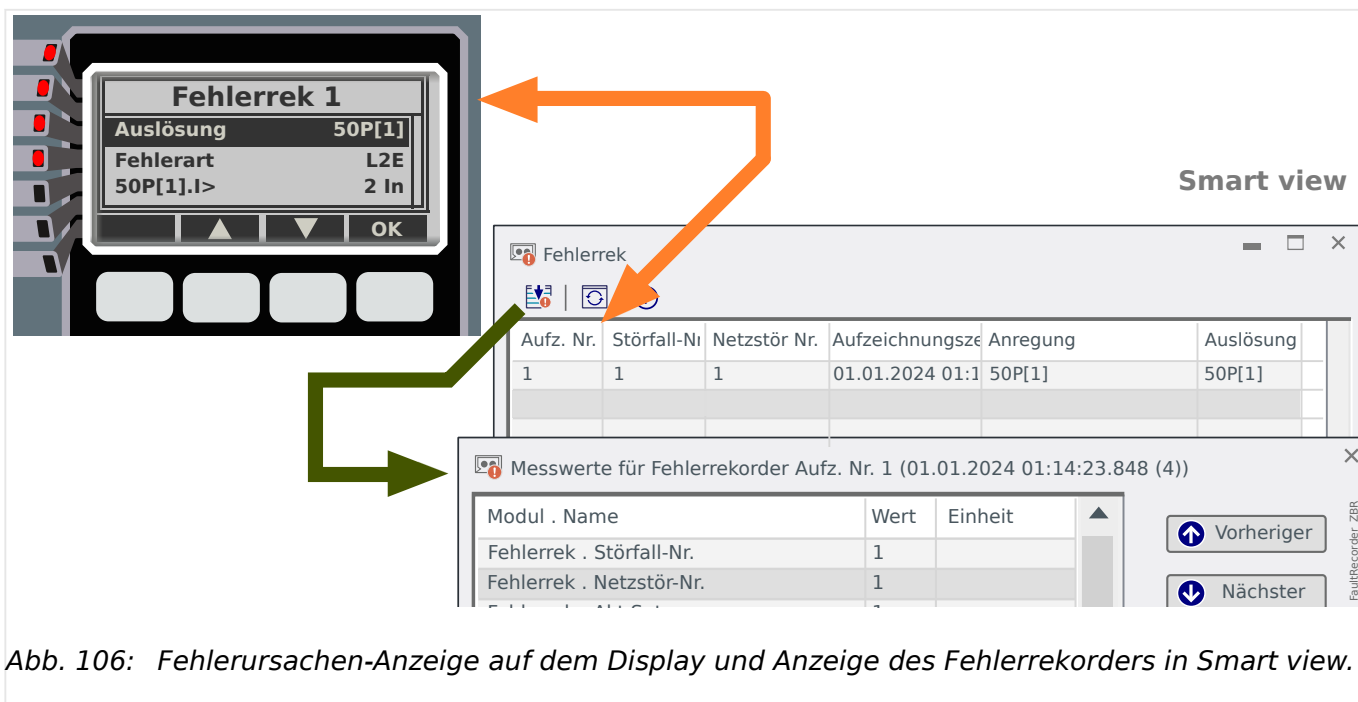 Fehlerrek 1
Auslösung 50P[1]
Fehlerart L2E
50P[1].I> 2 In
OK
Smart view
Fehlerrek
Aufz. Nr. Störfall-Nr Netzstör Nr. Aufzeichnungsze Anregung Auslösung
1 1 1 01.01.2024 01:1 50P[1] 50P[1]
Messwerte für Fehlerrekorder Aufz. Nr. 1 (01.01.2024 01:14:23.848 (4))
Modul . Name Wert Einheit
Fehlerrek . Störfall-Nr. 1
Fehlerrek . Netzstör-Nr. 1
Vorheriger
Nächster
FaultRecorder ZBR
Abb. 106: Fehlerursachen-Anzeige auf dem Display und Anzeige des Fehlerrekorders in Smart view.